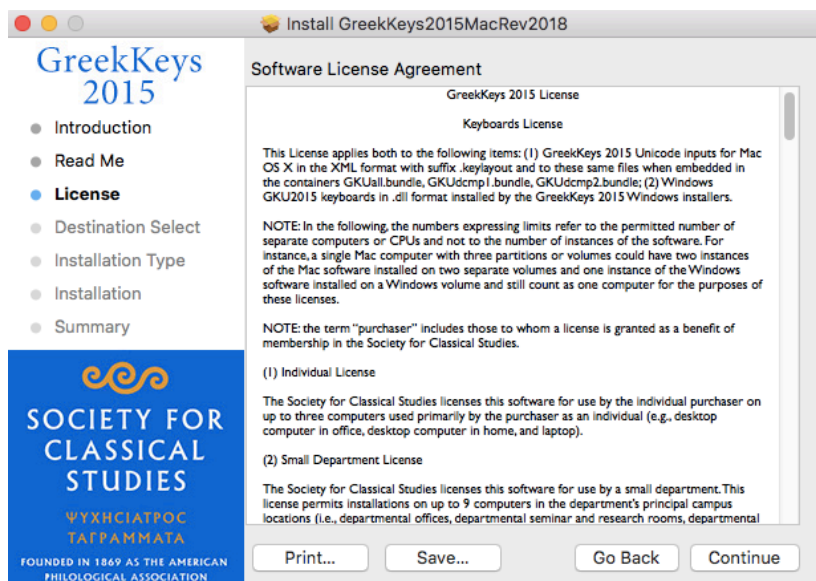 Install GreekKeys2015MacRev2018
GreekKeys
2015
Introduction
Read Me
License
Destination Select
Installation Type
Installation
Summary
SOCIETY FOR
CLASSICAL
STUDIES
ΨΥΧΗCΙΑΤΡΟC
ΤΑΓΡΑΜΜΑΤΑ
FOUNDED IN 1869 AS THE AMERICAN
PHILOLOGICAL ASSOCIATION
Software License Agreement
GreekKeys 2015 License
Keyboards License
This License applies both to the following items: (1) GreekKeys 2015 Unicode inputs for Mac
OS X in the XML format with suffix .keylayout and to these same files when embedded in
the containers GKUall.bundle, GKUdcmp1.bundle, GKUdcmp2.bundle; (2) Windows
GKU2015 keyboards in .dll format installed by the GreekKeys 2015 Windows installers.
NOTE: In the following, the numbers expressing limits refer to the permitted number of
separate computers or CPUs and not to the number of instances of the software. For
instance, a single Mac computer with three partitions or volumes could have two instances
of the Mac software installed on two separate volumes and one instance of the Windows
software installed on a Windows volume and still count as one computer for the purposes of
these licenses.
NOTE: the term “purchaser” includes those to whom a license is granted as a benefit of
membership in the Society for Classical Studies.
(1) Individual License
The Society for Classical Studies licenses this software for use by the individual purchaser on
up to three computers used primarily by the purchaser as an individual (e.g., desktop
computer in office, desktop computer in home, and laptop).
(2) Small Department License
The Society for Classical Studies licenses this software for use by a small department. This
license permits installations on up to 9 computers in the department's principal campus
locations (i.e., departmental offices, departmental seminar and research rooms, departmental
Print...
Save...
Go Back
Continue